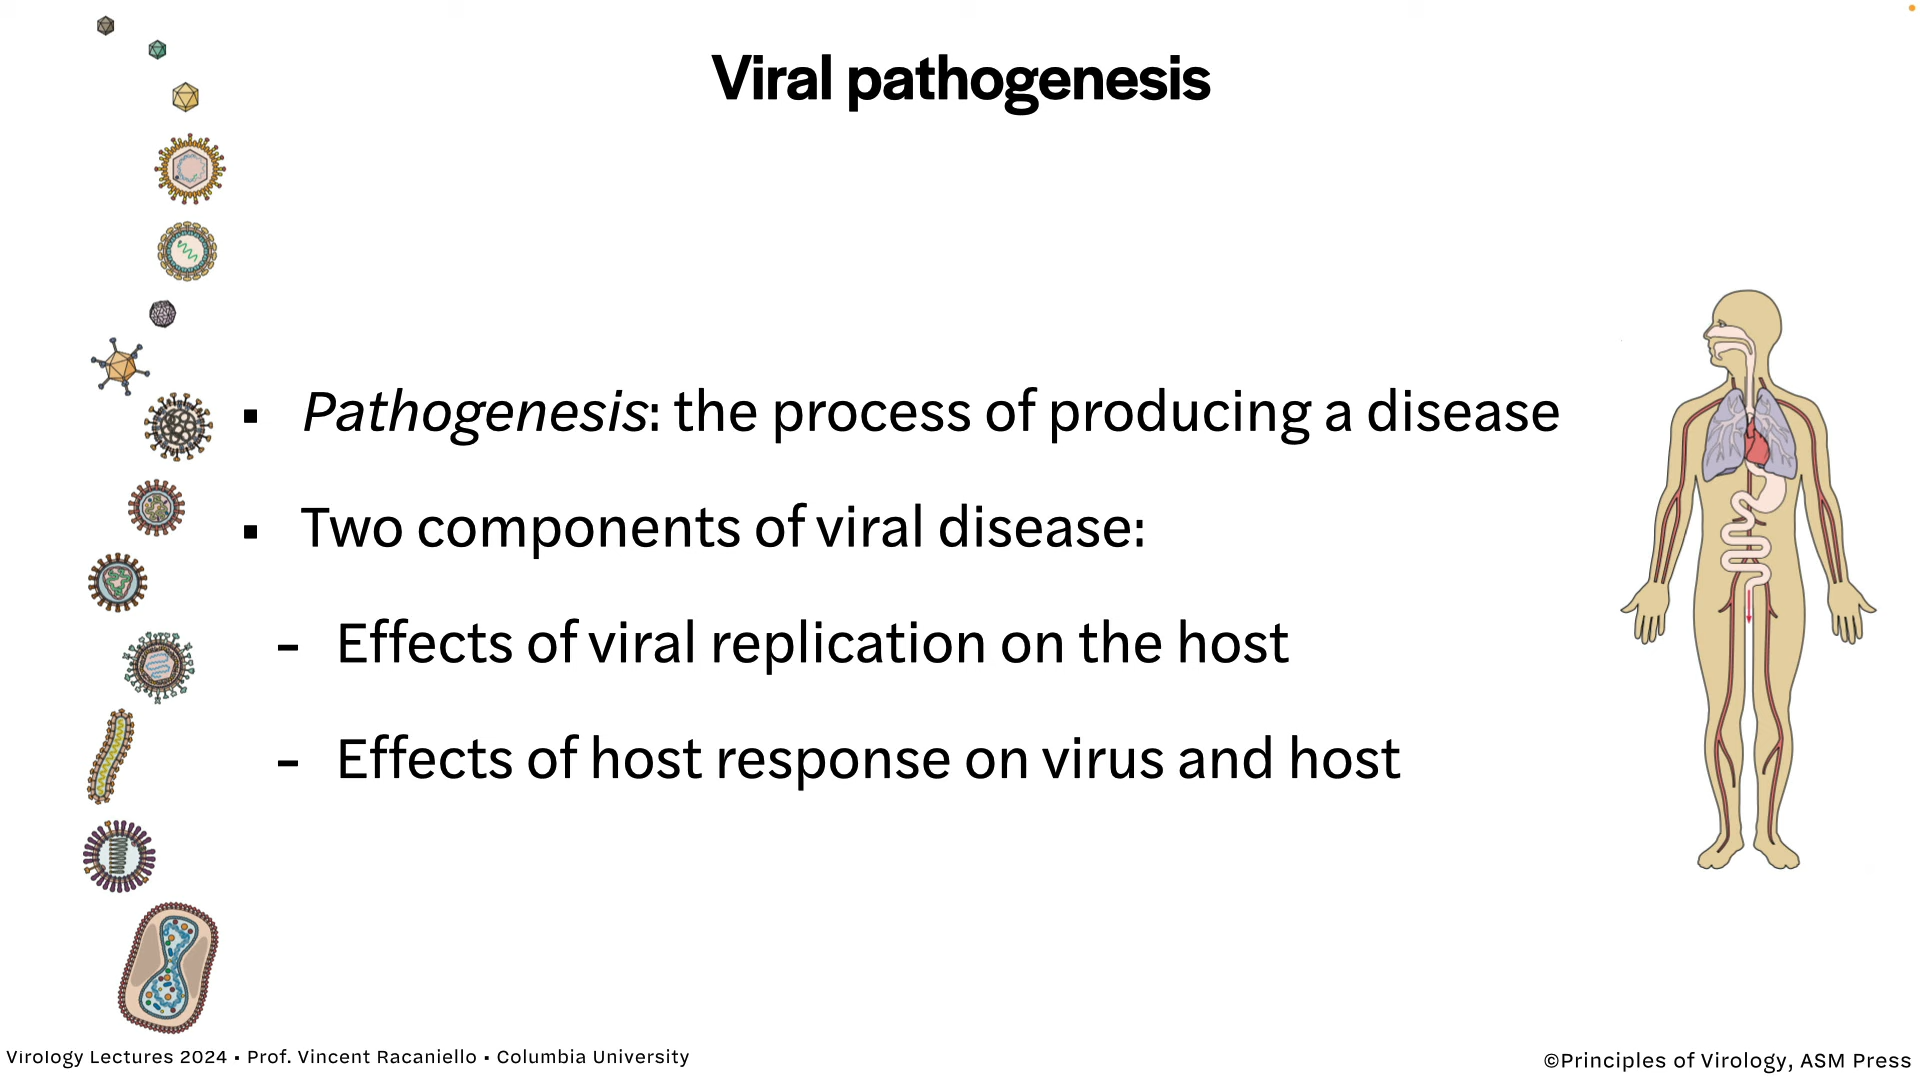 Viral pathogenesis
▪ Pathogenesis: the process of producing a disease
▪ Two components of viral disease:
- Effects of viral replication on the host
- Effects of host response on virus and host
Virology Lectures 2024 • Prof. Vincent Racaniello • Columbia University
©Principles of Virology, ASM Press